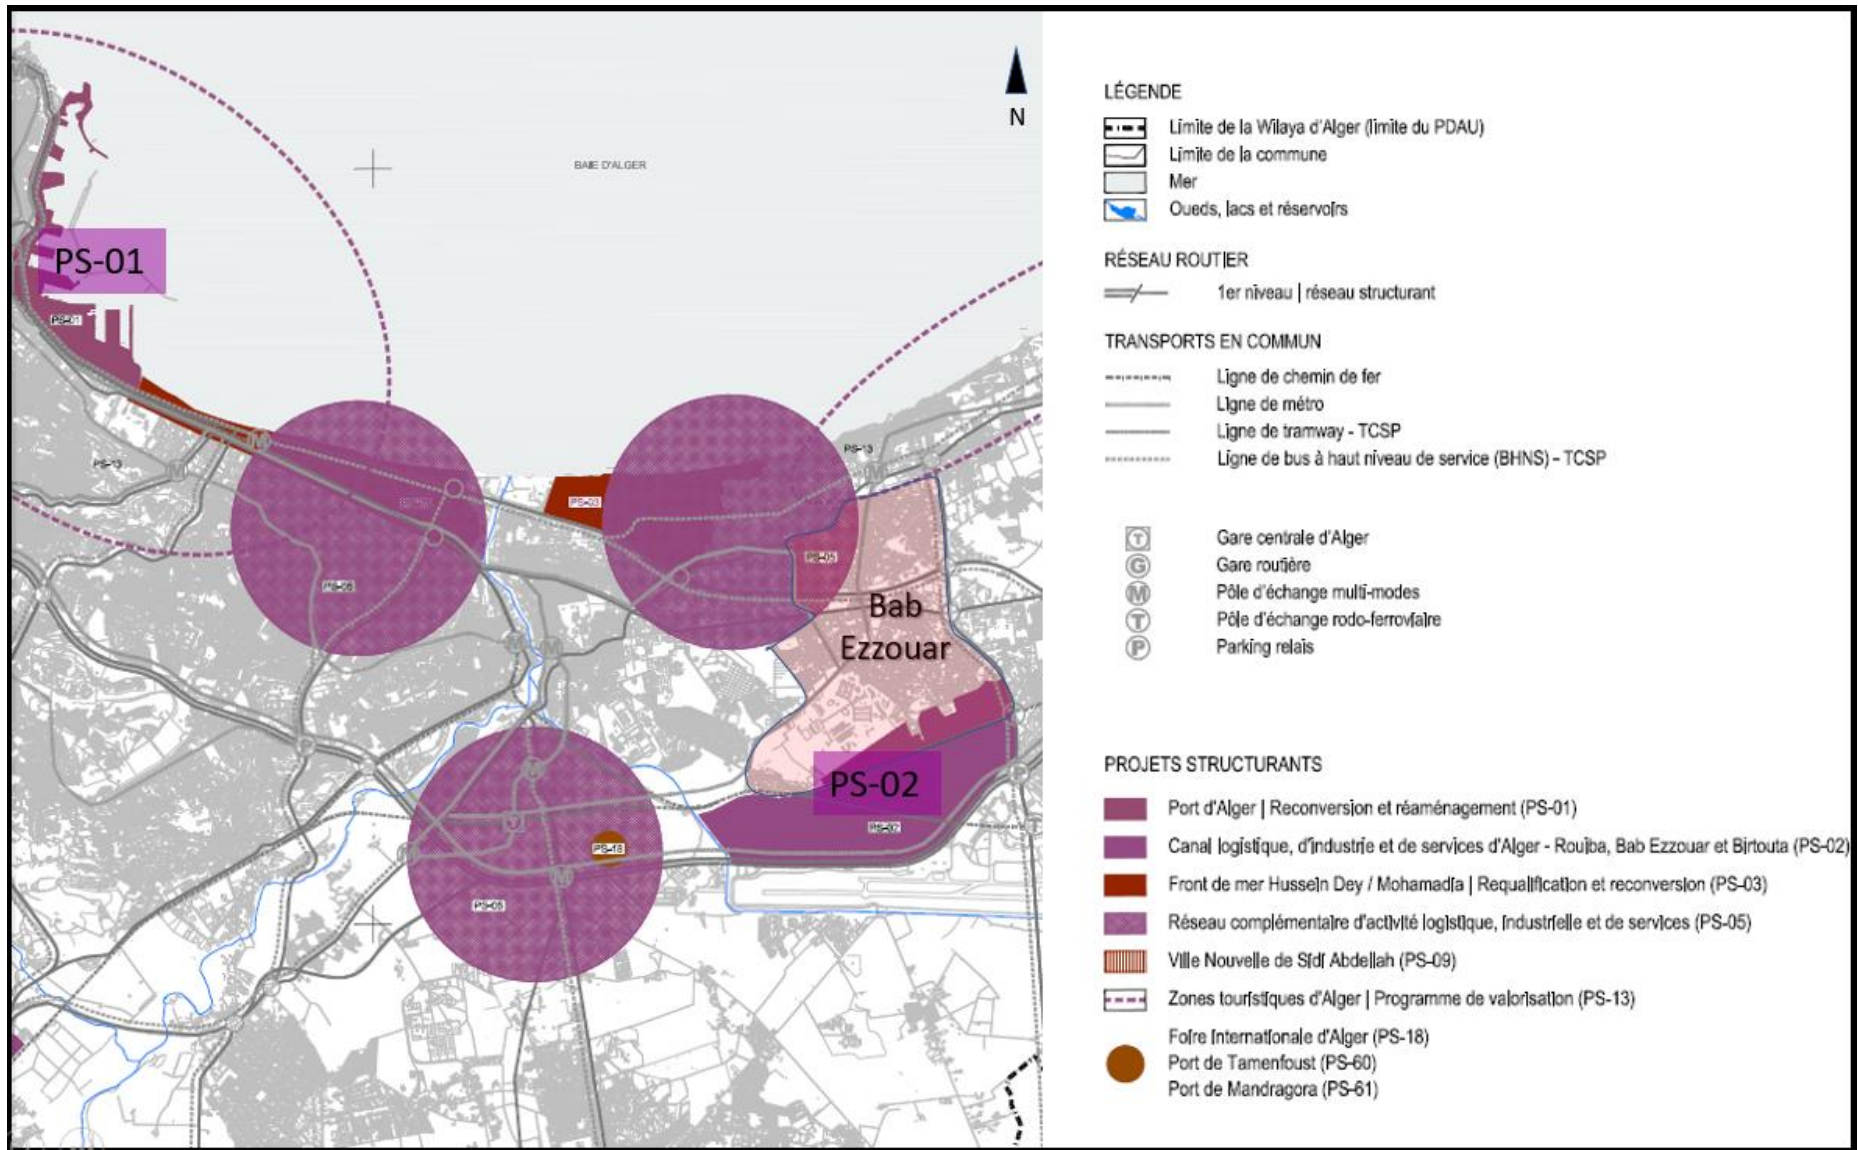 N
BAIE D'ALGER
PS-01
PS-01
PS-13
PS-13
PS-03
PS-05
Bab
Ezzouar
PS-05
PS-02
PS-02
PS-18
PS-05
LÉGENDE
Limite de la Wilaya d'Alger (limite du PDAU)
Limite de la commune
Mer
Oueds, lacs et réservoirs
RÉSEAU ROUTIER
1er niveau | réseau structurant
TRANSPORTS EN COMMUN
Ligne de chemin de fer
Ligne de métro
Ligne de tramway - TCSP
Ligne de bus à haut niveau de service (BHNS) - TCSP
T Gare centrale d'Alger
G Gare routière
M Pôle d'échange multi-modes
T Pôle d'échange rodo-ferroviaire
P Parking relais
PROJETS STRUCTURANTS
Port d'Alger | Reconversion et réaménagement (PS-01)
Canal logistique, d'industrie et de services d'Alger - Rouiba, Bab Ezzouar et Birtouta (PS-02)
Front de mer Hussein Dey / Mohamadia | Requalification et reconversion (PS-03)
Réseau complémentaire d'activité logistique, industrielle et de services (PS-05)
Ville Nouvelle de Sidi Abdellah (PS-09)
Zones touristiques d'Alger | Programme de valorisation (PS-13)
Foire Internationale d'Alger (PS-18)
Port de Tamenfoust (PS-60)
Port de Mandragora (PS-61)